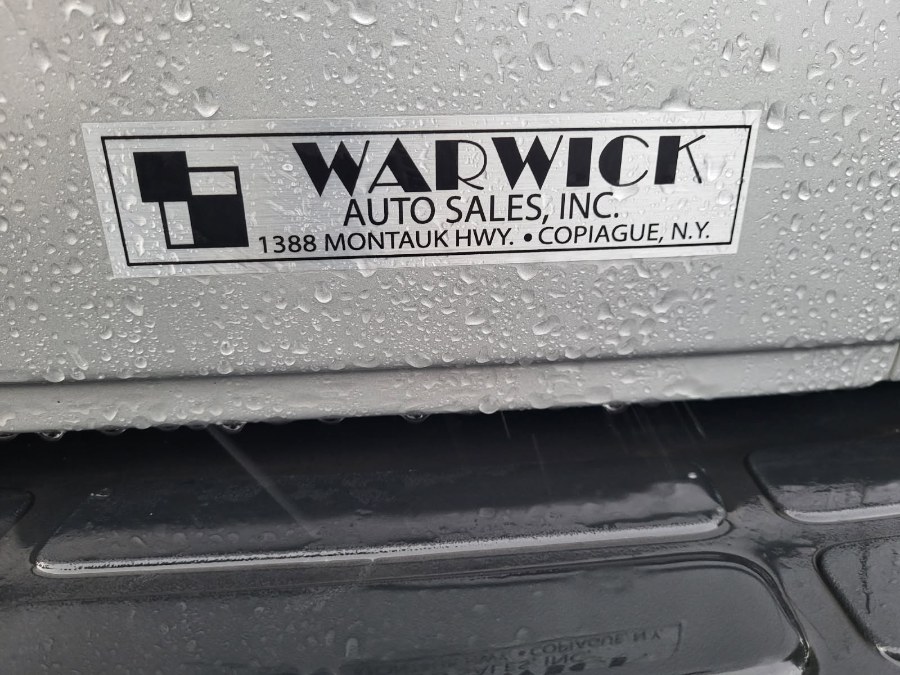 WARWICK
AUTO SALES, INC.
1388 MONTAUK HWY. • COPIAGUE, N.Y.